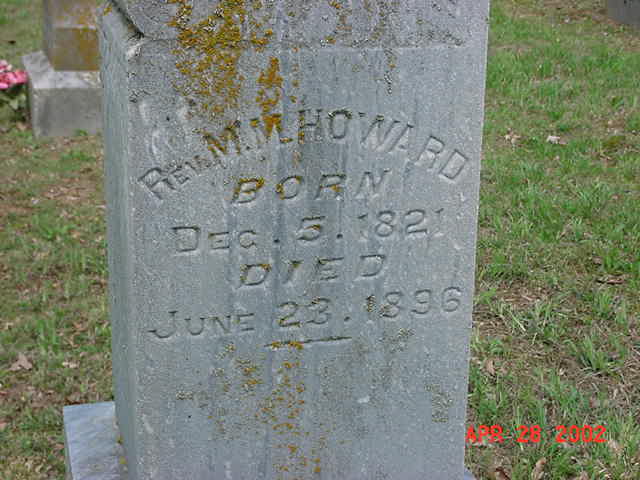 Rev. M. M. HOWARD
BORN
DEC. 5. 1821
DIED
JUNE 23. 1896
APR 28 2002